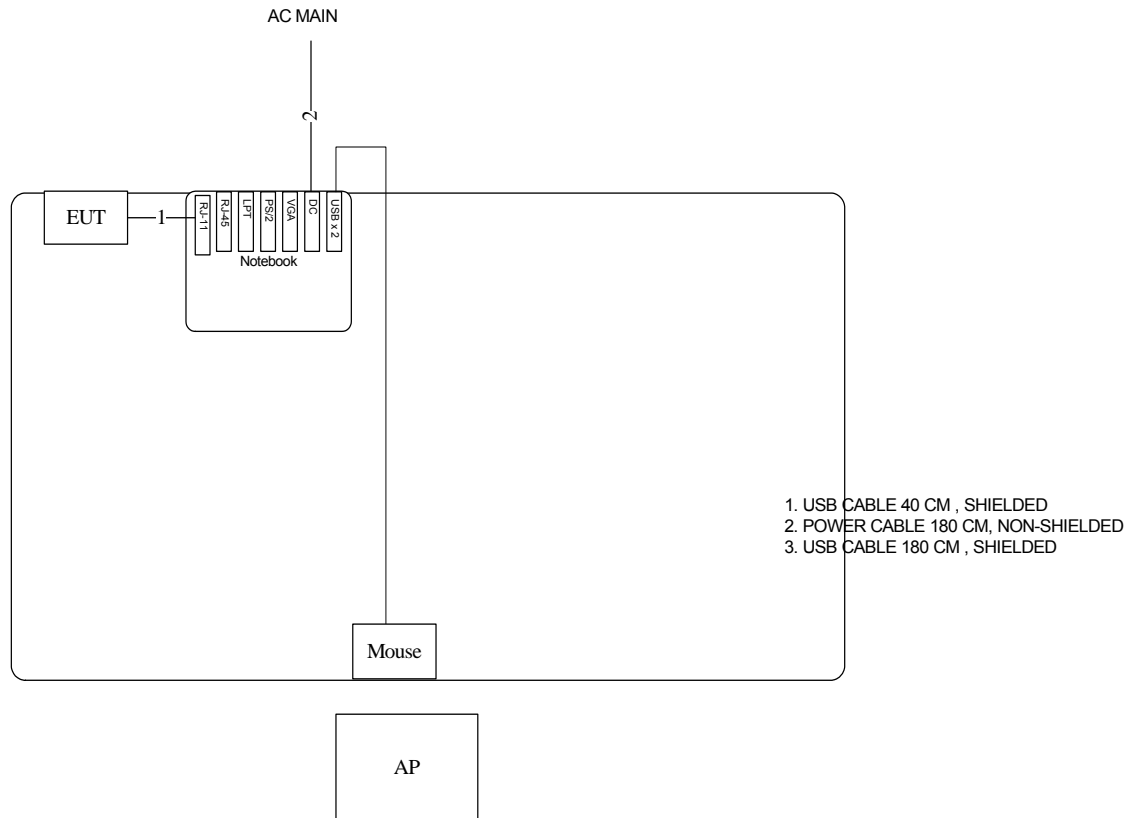 AC MAIN
2
EUT
1
RJ-11
RJ-45
LPT
PS/2
VGA
DC
USB x 2
Notebook
1. USB CABLE 40 CM , SHIELDED
2. POWER CABLE 180 CM, NON-SHIELDED
3. USB CABLE 180 CM , SHIELDED
Mouse
AP